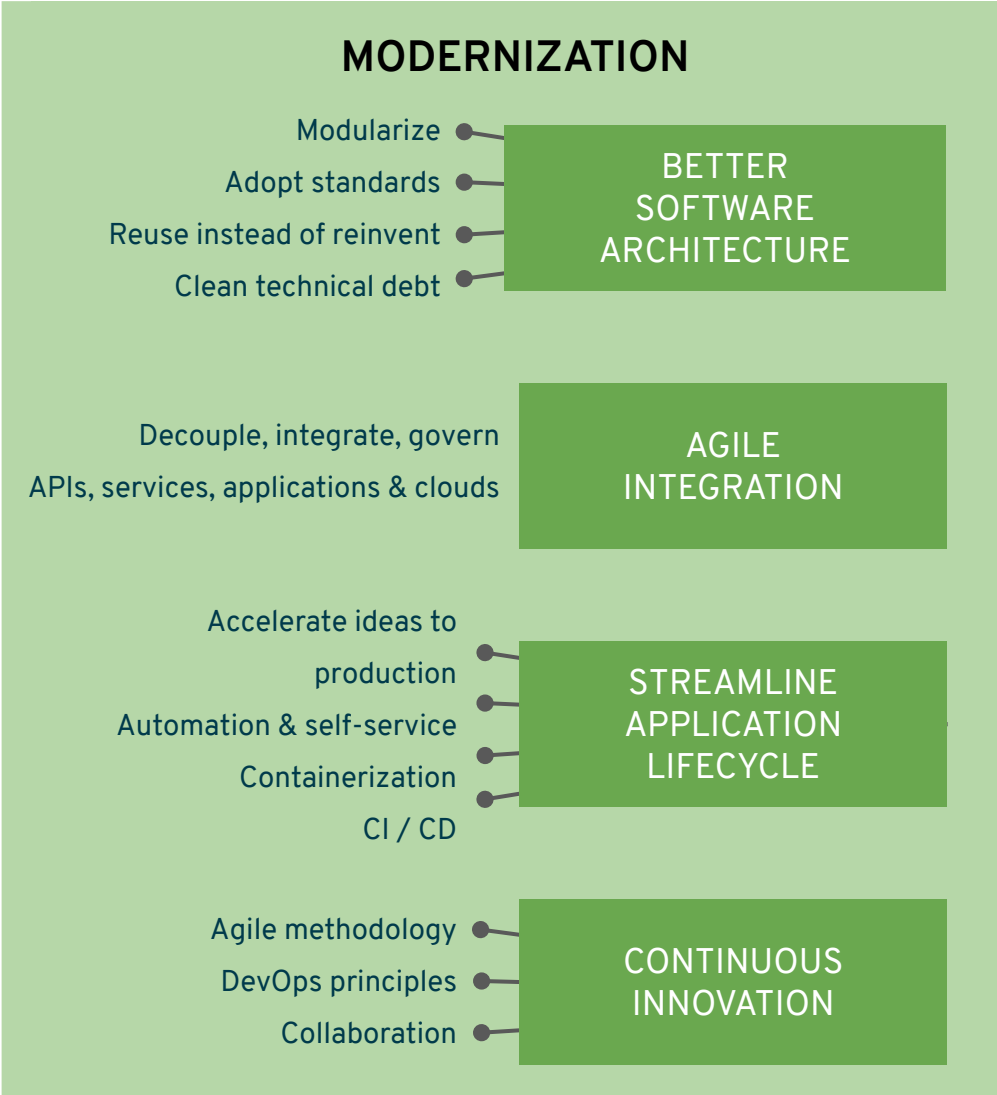 MODERNIZATION
Modularize
Adopt standards
Reuse instead of reinvent
Clean technical debt
BETTER
SOFTWARE
ARCHITECTURE
Decouple, integrate, govern
APIs, services, applications & clouds
AGILE
INTEGRATION
Accelerate ideas to
production
Automation & self-service
Containerization
CI / CD
STREAMLINE
APPLICATION
LIFECYCLE
Agile methodology
DevOps principles
Collaboration
CONTINUOUS
INNOVATION